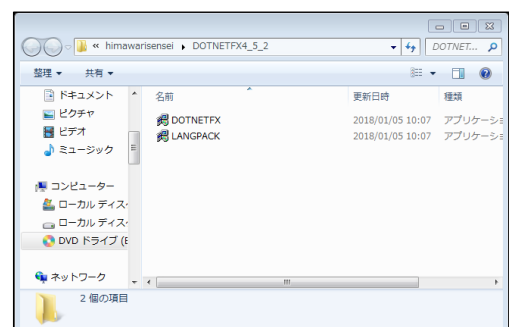 « himawarisensei ▸ DOTNETFX4_5_2
DOTNET...
整理 ▼ 共有 ▼
ドキュメント
ピクチャ
ビデオ
ミュージック
コンピューター
ローカル ディス
ローカル ディス
DVD ドライブ (E
ネットワーク
名前 更新日時 種類
DOTNETFX 2018/01/05 10:07 アプリケーショ
LANGPACK 2018/01/05 10:07 アプリケーショ
2 個の項目